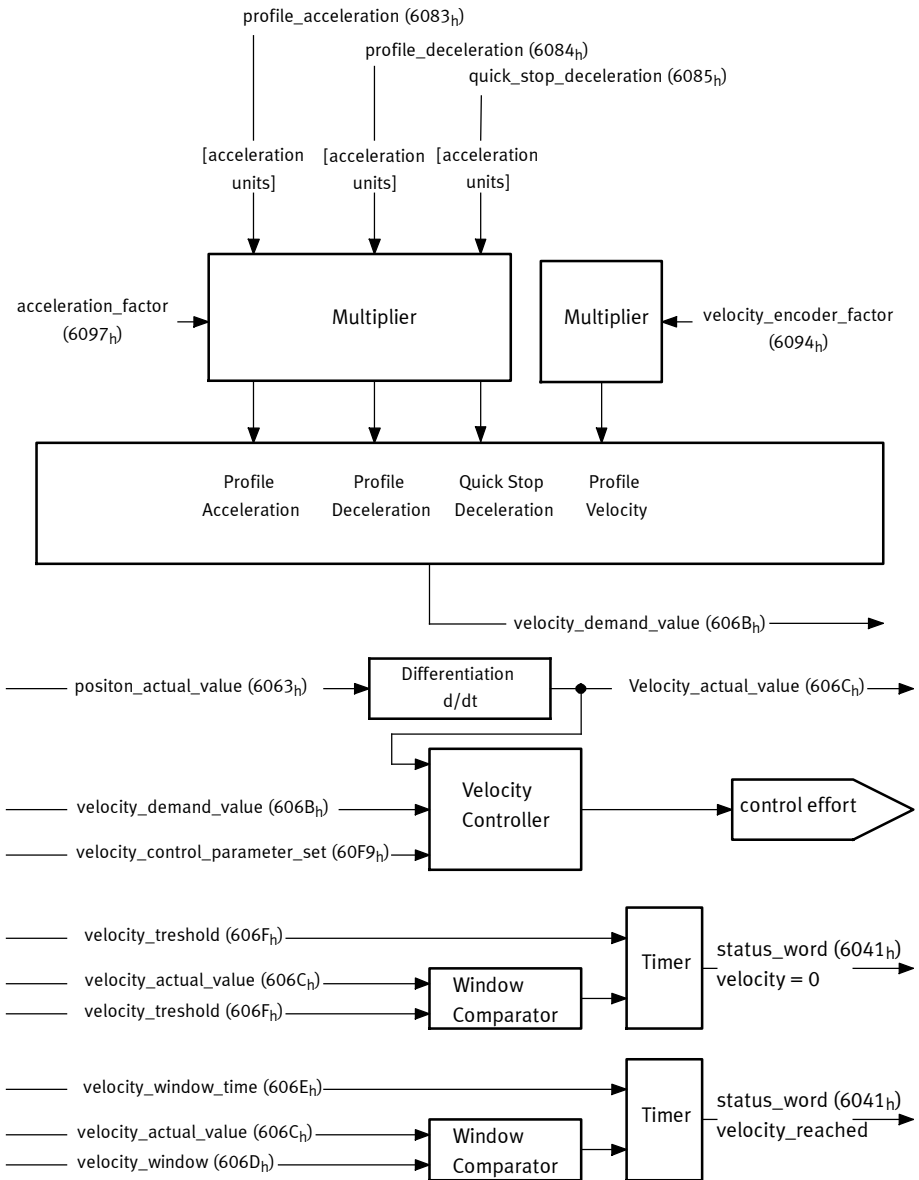 profile_acceleration (6083h)
profile_deceleration (6084h)
quick_stop_deceleration (6085h)
[acceleration
units]
[acceleration
units]
[acceleration
units]
acceleration_factor
(6097h)
Multiplier
Multiplier
velocity_encoder_factor
(6094h)
Profile
Acceleration
Profile
Deceleration
Quick Stop
Deceleration
Profile
Velocity
velocity_demand_value (606Bh)
positon_actual_value (6063h)
Differentiation
d/dt
Velocity_actual_value (606Ch)
velocity_demand_value (606Bh)
velocity_control_parameter_set (60F9h)
Velocity
Controller
control effort
velocity_treshold (606Fh)
velocity_actual_value (606Ch)
velocity_treshold (606Fh)
Window
Comparator
Timer
status_word (6041h)
velocity = 0
velocity_window_time (606Eh)
velocity_actual_value (606Ch)
velocity_window (606Dh)
Window
Comparator
Timer
status_word (6041h)
velocity_reached